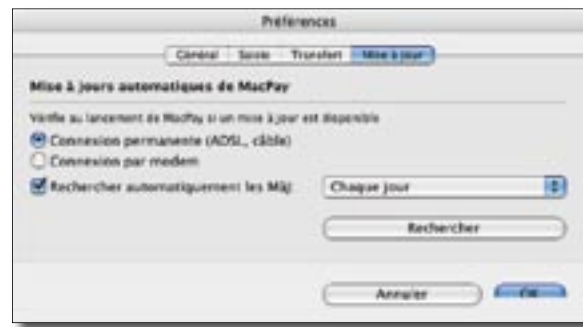 Préférences
Général Saisie Transfert Mise à jour
Mise à jours automatiques de MacPay
Vérifie au lancement de MacPay si un mise à jour est disponible
Connexion permanente (ADSL, câble)
Connexion par modem
Rechercher automatiquement les MàJ: Chaque jour
Rechercher
Annuler OK